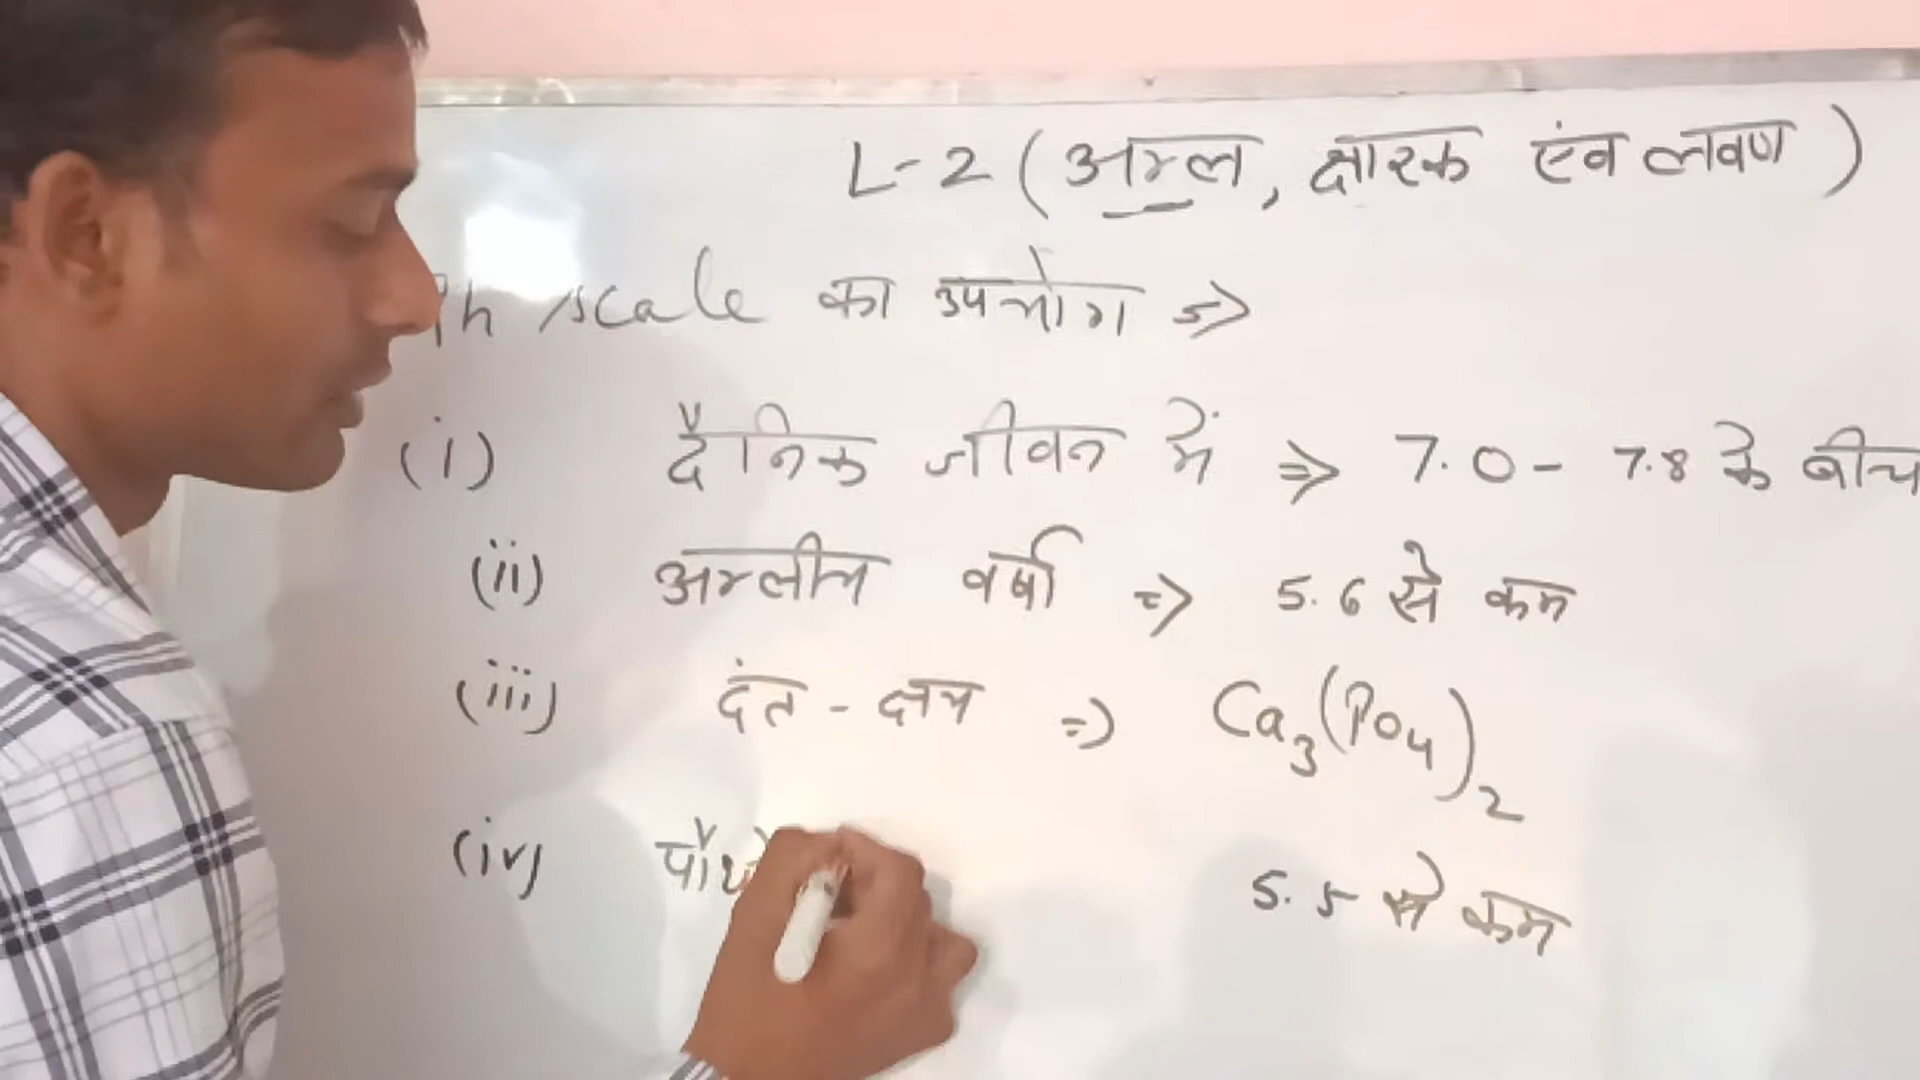 L-2 (अम्ल, क्षारक एंव लवण)
Ph scale का उपयोग ⇒
(i) दैनिक जीवन में ⇒ 7.0 - 7.8 के बीच
(ii) अम्लीय वर्षा ⇒ 5.6 से कम
(iii) दंत - क्षय ⇒ Ca₃(PO₄)₂
5.5 से कम
(iv)